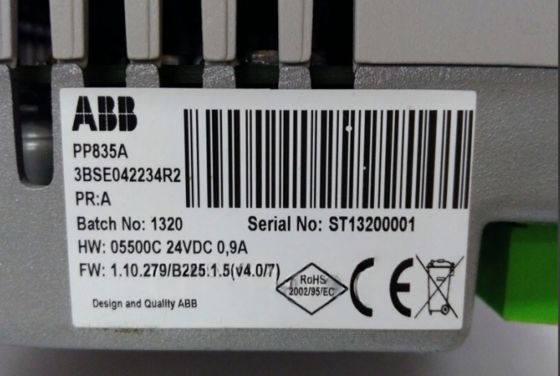 ABB
PP835A
3BSE042234R2
PR:A
Batch No: 1320 Serial No: ST13200001
HW: 05500C 24VDC 0,9A
FW: 1.10.279/B225.1.5(v4.0/7)
RoHS
2002/95/EC
CE
Design and Quality ABB